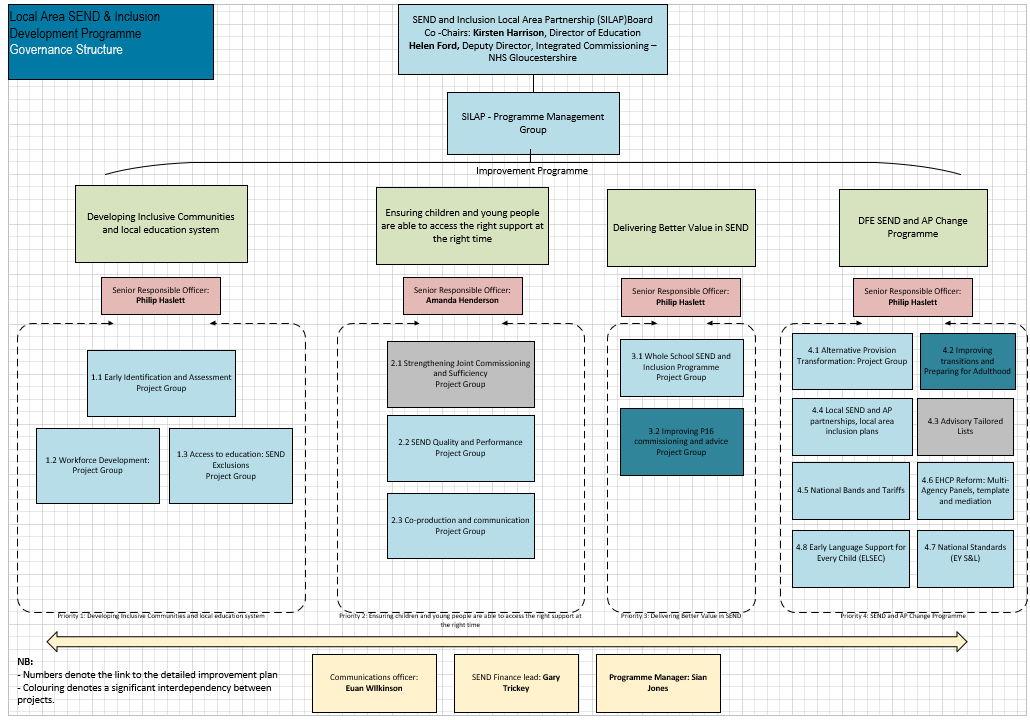 Local Area SEND & Inclusion
Development Programme
Governance Structure
SEND and Inclusion Local Area Partnership (SILAP)Board
Co -Chairs: Kirsten Harrison, Director of Education
Helen Ford, Deputy Director, Integrated Commissioning –
NHS Gloucestershire
SILAP - Programme Management
Group
Improvement Programme
Developing Inclusive Communities
and local education system
Ensuring children and young people
are able to access the right support at
the right time
Delivering Better Value in SEND
DFE SEND and AP Change
Programme
Senior Responsible Officer:
Philip Haslett
Senior Responsible Officer:
Amanda Henderson
Senior Responsible Officer:
Philip Haslett
Senior Responsible Officer:
Philip Haslett
1.1 Early Identification and Assessment
Project Group
1.2 Workforce Development:
Project Group
1.3 Access to education: SEND
Exclusions
Project Group
2.1 Strengthening Joint Commissioning
and Sufficiency
Project Group
2.2 SEND Quality and Performance
Project Group
2.3 Co-production and communication
Project Group
3.1 Whole School SEND and
Inclusion Programme
Project Group
3.2 Improving P16
commissioning and advice
Project Group
4.1 Alternative Provision
Transformation: Project Group
4.2 Improving
transitions and
Preparing for Adulthood
4.4 Local SEND and AP
partnerships, local area
inclusion plans
4.3 Advisory Tailored
Lists
4.5 National Bands and Tariffs
4.6 EHCP Reform: Multi-
Agency Panels, template
and mediation
4.8 Early Language Support for
Every Child (ELSEC)
4.7 National Standards
(EY S&L)
Priority 1: Developing Inclusive Communities and local education system
Priority 2: Ensuring children and young people are able to access the right support at
the right time
Priority 3: Delivering Better Value in SEND
Priority 4: SEND and AP Change Programme
NB:
- Numbers denote the link to the detailed improvement plan
- Colouring denotes a significant interdependency between
projects.
Communications officer:
Euan WIlkinson
SEND Finance lead: Gary
Trickey
Programme Manager: Sian
Jones